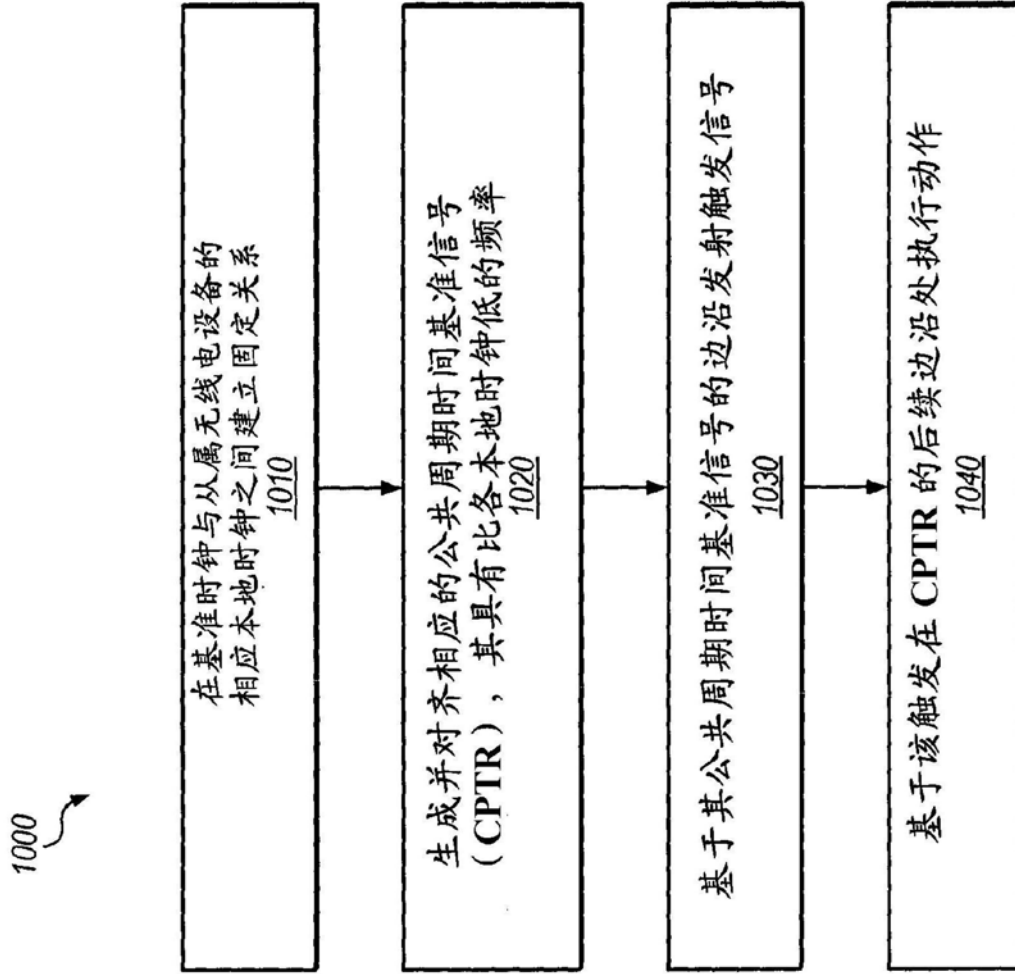 1000
在基准时钟与从属无线电设备的
相应本地时钟之间建立固定关系
1010
生成并对齐相应的公共周期时间基准信号
(CPTR)，其具有比各本地时钟低的频率
1020
基于其公共周期时间基准信号的边沿发射触发信号
1030
基于该触发在 CPTR 的后续边沿处执行动作
1040